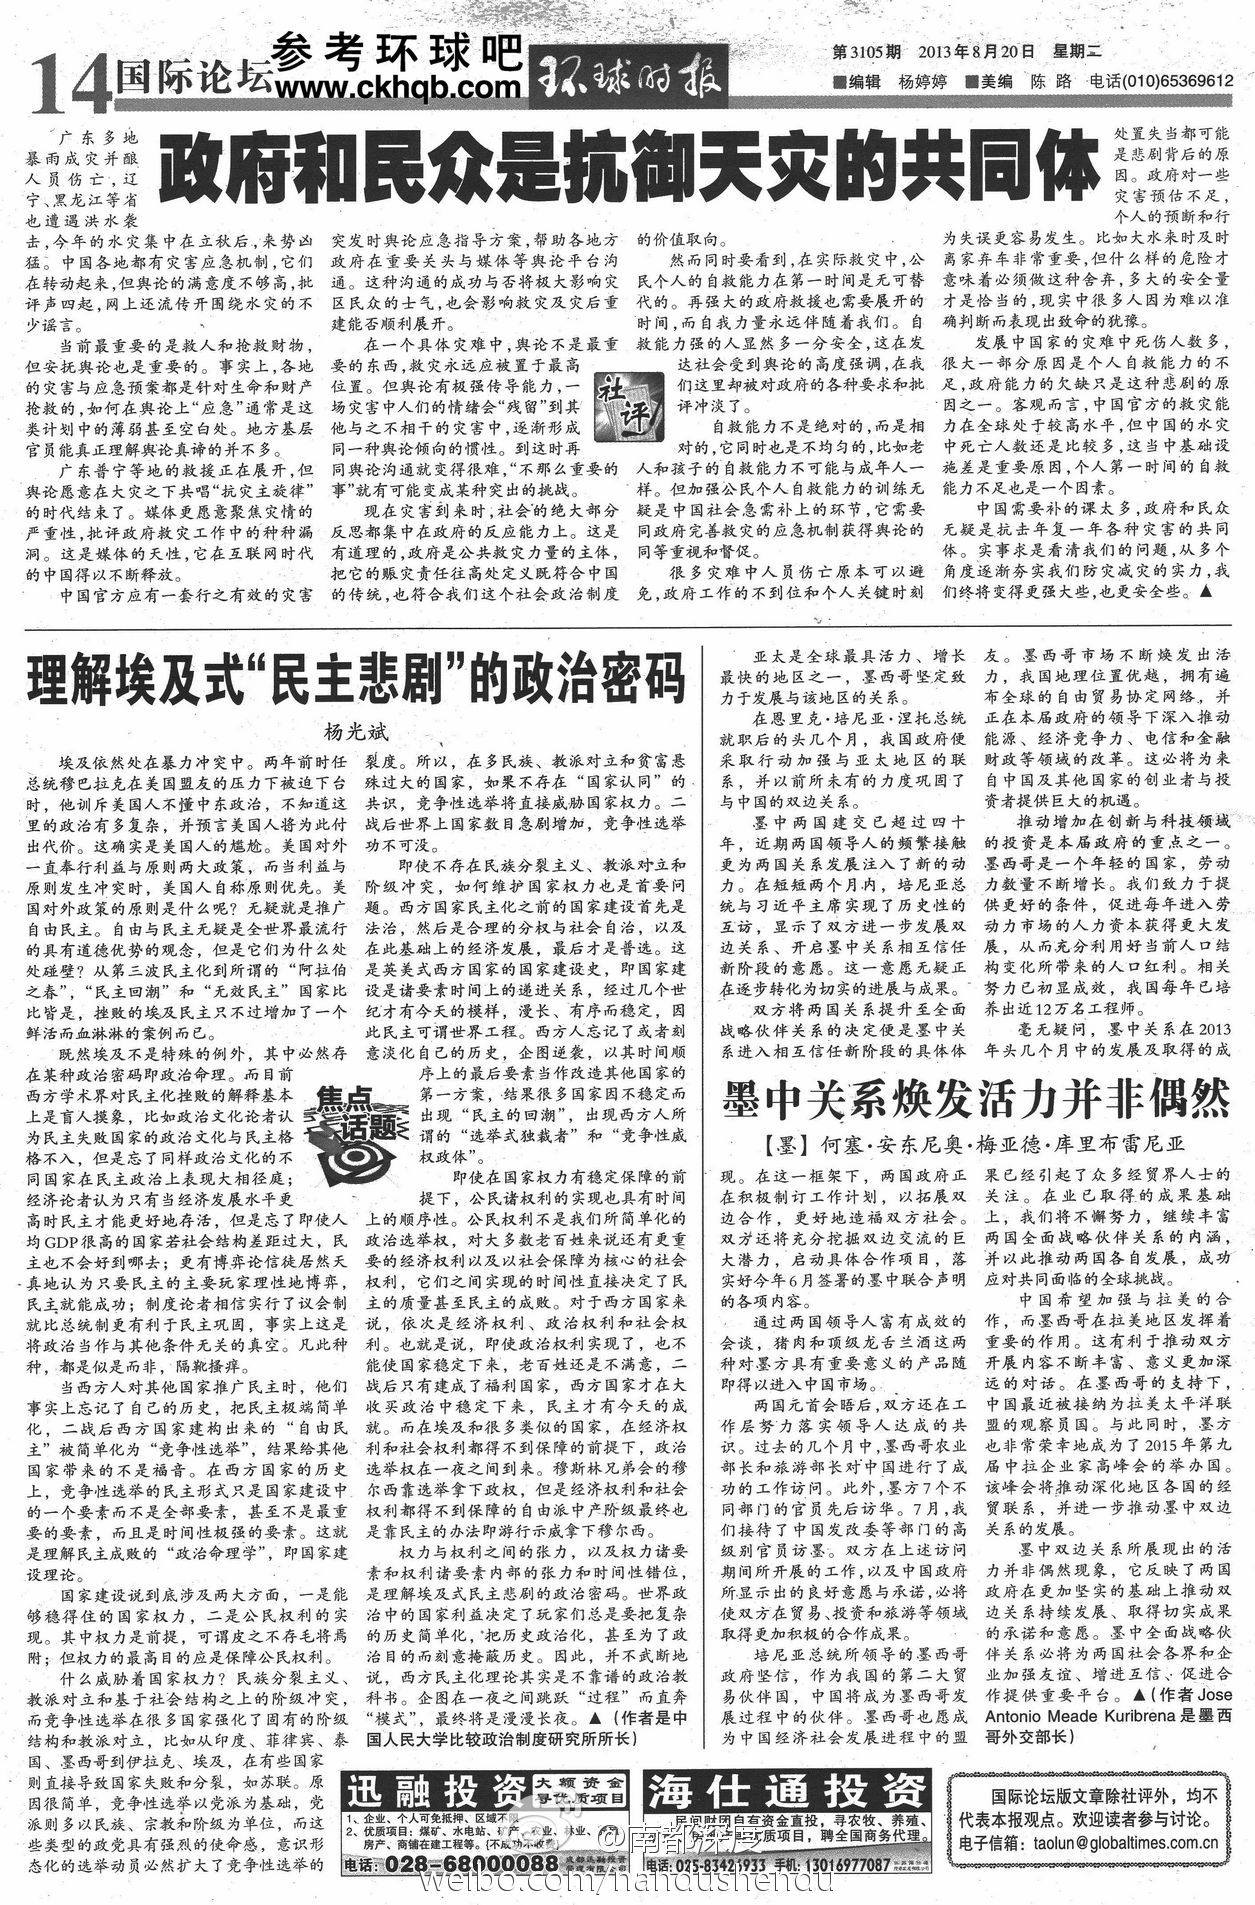 14 国际论坛
参考环球吧
www.ckhqb.com
环球时报
第3105期 2013年8月20日 星期二
■编辑 杨婷婷 ■美编 陈 路 电话(010)65369612
政府和民众是抗御天灾的共同体
广东多地
暴雨成灾并酿
人员伤亡,辽
宁、黑龙江等省
也遭遇洪水袭
去,今年的水灾集中在立秋后,来势凶
猛。中国各地都有灾害应急机制,它们
在转动起来,但舆论的满意度不够高,批
评声四起,网上还流传开围绕水灾的不
少谣言。
当前最重要的是救人和抢救财物,
但安抚舆论也是重要的。事实上,各地
的灾害与应急预案都是针对生命和财产
抢救的,如何在舆论上“应急”通常是这
类计划中的薄弱甚至空白处。地方基层
官员能真正理解舆论真谛的并不多。
广东普宁等地的救援正在展开,但
舆论愿意在大灾之下共唱“抗灾主旋律”
的时代结束了。媒体更愿意聚焦灾情的
严重性,批评政府救灾工作中的种种漏
洞。这是媒体的天性,它在互联网时代
的中国得以不断释放。
中国官方应有一套行之有效的灾害
突发时舆论应急指导方案,帮助各地方
政府在重要关头与媒体等舆论平台沟
通。这种沟通的成功与否将极大影响灾
区民众的士气,也会影响救灾及灾后重
建能否顺利展开。
在一个具体灾难中,舆论不是最重
要的东西,救灾永远应被置于最高
位置。但舆论有极强传导能力,一
场灾害中人们的情绪会“残留”到其
他与之不相干的灾害中,逐渐形成
同一种舆论倾向的惯性。到这时再
同舆论沟通就变得很难,“不那么重要的
事”就有可能变成某种突出的挑战。
现在灾害到来时,社会的绝大部分
反思都集中在政府的反应能力上。这是
有道理的,政府是公共救灾力量的主体,
把它的赈灾责任往高处定义既符合中国
的传统,也符合我们这个社会政治制度
的价值取向。
然而同时要看到,在实际救灾中,公
民个人的自救能力在第一时间是无可替
代的。再强大的政府救援也需要展开的
时间,而自我力量永远伴随着我们。自
救能力强的人显然多一分安全,这在发
社评
达社会受到舆论的高度强调,在我
们这里却被对政府的各种要求和批
评冲淡了。
自救能力不是绝对的,而是相
对的,它同时也是不均匀的,比如老
人和孩子的自救能力不可能与成年人一
样。但加强公民个人自救能力的训练无
疑是中国社会急需补上的环节,它需要
同政府完善救灾的应急机制获得舆论的
同等重视和督促。
很多灾难中人员伤亡原本可以避
免,政府工作的不到位和个人关键时刻
处置失当都可能
是悲剧背后的原
因。政府对一些
灾害预估不足,
个人的预断和行
为失误更容易发生。比如大水来时及时
离家弃车非常重要,但什么样的危险才
意味着必须做这种舍弃,多大的安全量
才是恰当的,现实中很多人因为难以准
确判断而表现出致命的犹豫。
发展中国家的灾难中死伤人数多,
很大一部分原因是个人自救能力的不
足,政府能力的欠缺只是这种悲剧的原
因之一。客观而言,中国官方的救灾能
力在全球处于较高水平,但中国的水灾
中死亡人数还是比较多,这当中基础设
施差是重要原因,个人第一时间的自救
能力不足也是一个因素。
中国需要补的课太多,政府和民众
无疑是抗击年复一年各种灾害的共同
体。实事求是看清我们的问题,从多个
角度逐渐夯实我们防灾减灾的实力,我
们终将变得更强大些,也更安全些。▲
理解埃及式“民主悲剧”的政治密码
杨光斌
埃及依然处在暴力冲突中。两年前时任
总统穆巴拉克在美国盟友的压力下被迫下台
时，他训斥美国人不懂中东政治，不知道这
里的政治有多复杂，并预言美国人将为此付
出代价。这确实是美国人的尴尬。美国对外
一直奉行利益与原则两大政策，而当利益与
原则发生冲突时，美国人自称原则优先。美
国对外政策的原则是什么呢？无疑就是推广
自由民主。自由与民主无疑是全世界最流行
的具有道德优势的观念，但是它们为什么处
处碰壁？从第三波民主化到所谓的“阿拉伯
之春”，“民主回潮”和“无效民主”国家比
比皆是，挫败的埃及民主只不过增加了一个
鲜活而血淋淋的案例而已。
既然埃及不是特殊的例外，其中必然存
在某种政治密码即政治命理。而目前
西方学术界对民主化挫败的解释基本
上是盲人摸象，比如政治文化论者认
为民主失败国家的政治文化与民主格
格不入，但是忘了同样政治文化的不
同国家在民主政治上表现大相径庭；
经济论者认为只有当经济发展水平更
高时民主才能更好地存活，但是忘了即使人
均GDP很高的国家若社会结构差距过大，民
主也不会好到哪去；更有博弈论信徒居然天
真地认为只要民主的主要玩家理性地博弈，
民主就能成功；制度论者相信实行了议会制
就比总统制更有利于民主巩固，事实上这是
将政治当作与其他条件无关的真空。凡此种
种，都是似是而非，隔靴搔痒。
当西方人对其他国家推广民主时，他们
事实上忘记了自己的历史，把民主极端简单
化，二战后西方国家建构出来的“自由民
主”被简单化为“竞争性选举”，结果给其他
国家带来的不是福音。在西方国家的历史
上，竞争性选举的民主形式只是国家建设中
的一个要素而不是全部要素，甚至不是最重
要的要素，而且是时间性极强的要素。这就
是理解民主成败的“政治命理学”，即国家建
设理论。
国家建设说到底涉及两大方面，一是能
够稳得住的国家权力，二是公民权利的实
现。其中权力是前提，可谓皮之不存毛将焉
附；但权力的最高目的应是保障公民权利。
什么威胁着国家权力？民族分裂主义、
教派对立和基于社会结构之上的阶级冲突，
而竞争性选举在很多国家强化了固有的阶级
结构和教派对立，比如从印度、菲律宾、泰
国、墨西哥到伊拉克、埃及，在有些国家
则直接导致国家失败和分裂，如苏联。原
因很简单，竞争性选举以党派为基础，党
派则多以民族、宗教和阶级为单位，而这
些类型的政党具有强烈的使命感，意识形
态化的选举动员必然扩大了竞争性选举的
裂度。所以，在多民族、教派对立和贫富悬
殊过大的国家，如果不存在“国家认同”的
共识，竞争性选举将直接威胁国家权力。二
战后世界上国家数目急剧增加，竞争性选举
功不可没。
即使不存在民族分裂主义、教派对立和
阶级冲突，如何维护国家权力也是首要问
题。西方国家民主化之前的国家建设首先是
法治，然后是合理的分权与社会自治，以及
在此基础上的经济发展，最后才是普选。这
是英美式西方国家的国家建设史，即国家建
设是诸要素时间上的递进关系，经过几个世
纪才有今天的模样，漫长、有序而稳定，因
此民主可谓世界工程。西方人忘记了或者刻
意淡化自己的历史，企图逆袭，以其时间顺
焦点话题
序上的最后要素当作改造其他国家的
第一方案，结果很多国家因不稳定而
出现“民主的回潮”，出现西方人所
谓的“选举式独裁者”和“竞争性威
权政体”。
即使在国家权力有稳定保障的前
提下，公民诸权利的实现也具有时间
上的顺序性。公民权利不是我们所简单化的
政治选举权，对大多数老百姓来说还有更重
要的经济权利以及以社会保障为核心的社会
权利，它们之间实现的时间性直接决定了民
主的质量甚至民主的成败。对于西方国家来
说，依次是经济权利、政治权利和社会权
利。也就是说，即使政治权利实现了，也不
能使国家稳定下来，老百姓还是不满意，二
战后只有建成了福利国家，西方国家才在大
收买政治中稳定下来，民主才有今天的成
就。而在埃及和很多类似的国家，在经济权
利和社会权利都得不到保障的前提下，政治
选举权在一夜之间到来。穆斯林兄弟会的穆
尔西靠选举拿下政权，但是经济权利和社会
权利都得不到保障的自由派中产阶级最终也
是靠民主的办法即游行示威拿下穆尔西。
权力与权利之间的张力，以及权力诸要
素和权利诸要素内部的张力和时间性错位，
是理解埃及式民主悲剧的政治密码。世界政
治中的国家利益决定了玩家们总是要把复杂
的历史简单化，把历史政治化，甚至为了政
治目的而刻意掩蔽历史。因此，并不武断地
说，西方民主化理论其实是不靠谱的政治教
科书。企图在一夜之间跳跃“过程”而直奔
“模式”，最终将是漫漫长夜。▲（作者是中
国人民大学比较政治制度研究所所长）
亚太是全球最具活力、增长
最快的地区之一，墨西哥坚定致
力于发展与该地区的关系。
在恩里克·培尼亚·涅托总统
就职后的头几个月，我国政府便
采取行动加强与亚太地区的联
系，并以前所未有的力度巩固了
与中国的双边关系。
墨中两国建交已超过四十
年，近期两国领导人的频繁接触
更为两国关系发展注入了新的动
力。在短短两个月内，培尼亚总
统与习近平主席实现了历史性的
互访，显示了双方进一步发展双
边关系、开启墨中关系相互信任
新阶段的意愿。这一意愿无疑正
在逐步转化为切实的进展与成果。
双方将两国关系提升至全面
战略伙伴关系的决定便是墨中关
系进入相互信任新阶段的具体体
友。墨西哥市场不断焕发出活
力，我国地理位置优越，拥有遍
布全球的自由贸易协定网络，并
正在本届政府的领导下深入推动
能源、经济竞争力、电信和金融
财政等领域的改革。这必将为来
自中国及其他国家的创业者与投
资者提供巨大的机遇。
推动增加在创新与科技领域
的投资是本届政府的重点之一。
墨西哥是一个年轻的国家，劳动
力数量不断增长。我们致力于提
供更好的条件，促进每年进入劳
动力市场的人力资本获得更大发
展，从而充分利用好当前人口结
构变化所带来的人口红利。相关
努力已初显成效，我国每年已培
养出近12万名工程师。
毫无疑问，墨中关系在2013
年头几个月中的发展及取得的成
墨中关系焕发活力并非偶然
【墨】何塞·安东尼奥·梅亚德·库里布雷尼亚
现。在这一框架下，两国政府正
在积极制订工作计划，以拓展双
边合作，更好地造福双方社会。
双方还将充分挖掘双边交流的巨
大潜力，启动具体合作项目，落
实好今年6月签署的墨中联合声明
的各项内容。
通过两国领导人富有成效的
会谈，猪肉和顶级龙舌兰酒这两
种对墨方具有重要意义的产品随
即得以进入中国市场。
两国元首会晤后,双方还在工
作层努力落实领导人达成的共
识。过去的几个月中,墨西哥农业
部长和旅游部长对中国进行了成
功的工作访问。此外,墨方7个不
同部门的官员先后访华。7月,我
们接待了中国发改委等部门的高
级别官员访墨。双方在上述访问
期间所开展的工作,以及中国政府
所显示出的良好意愿与承诺,必将
使双方在贸易、投资和旅游等领域
取得更加积极的合作成果。
培尼亚总统所领导的墨西哥
政府坚信，作为我国的第二大贸
易伙伴国，中国将成为墨西哥发
展过程中的伙伴。墨西哥也愿成
为中国经济社会发展进程中的盟
果已经引起了众多经贸界人士的
关注。在业已取得的成果基础
上，我们将不懈努力，继续丰富
两国全面战略伙伴关系的内涵，
并以此推动两国各自发展，成功
应对共同面临的全球挑战。
中国希望加强与拉美的合
作，而墨西哥在拉美地区发挥着
重要的作用。这有利于推动双方
开展内容不断丰富、意义更加深
远的对话。在墨西哥的支持下，
中国最近被接纳为拉美太平洋联
盟的观察员国。与此同时，墨方
也非常荣幸地成为了2015年第九
届中拉企业家高峰会的举办国。
该峰会将推动深化地区各国的经
贸联系，并进一步推动墨中双边
关系的发展。
墨中双边关系所展现出的活
力并非偶然现象，它反映了两国
政府在更加坚实的基础上推动双
边关系持续发展、取得切实成果
的承诺和意愿。墨中全面战略伙
伴关系必将为两国社会各界和企
业加强友谊、增进互信、促进合
作提供重要平台。▲（作者Jose
Antonio Meade Kuribrena是墨西
哥外交部长）
迅融投资 大额资金
寻优质项目
1、企业、个人可免抵押、区域不限
2、优质项目；煤矿、水电站、矿产、农业、林业、养殖
房产、商铺在建工程等。(不成功不收费)
电话：028-68000088
海仕通投资
民间财团自有资金直投，寻农牧、养殖、
优质项目，聘全国商务代理。
手机：13016977087
国际论坛版文章除社评外，均不
代表本报观点。欢迎读者参与讨论。
电子信箱：taolun@globaltimes.com.cn
@南都深度
weibo.com/nandushendu